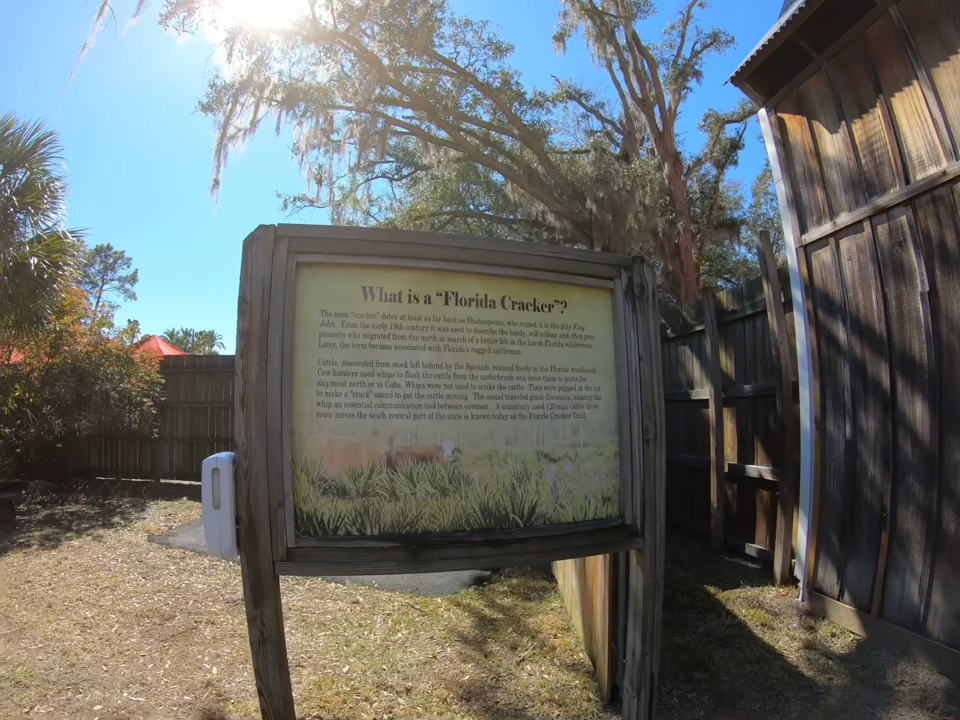 What is a "Florida Cracker"?
The term "cracker" dates at least as far back as Shakespeare, who coined it in the play King
John. From the early 19th century it was used to describe the hardy, self-reliant and often poor
pioneers who migrated from the north in search of a better life in the harsh Florida wilderness.
Later, the term became associated with Florida's rugged cattlemen.
Cattle, descended from stock left behind by the Spanish, roamed freely in the Florida woodlands.
Cow hunters used whips to flush the cattle from the underbrush and drive them to ports for
shipment north or to Cuba. Whips were not used to strike the cattle. They were popped in the air
to make a "crack" sound to get the cattle moving. The sound traveled great distances, making the
whip an essential communication tool between cowmen. A commonly used 120 mile cattle drive
route across the south central part of the state is known today as the Florida Cracker Trail.